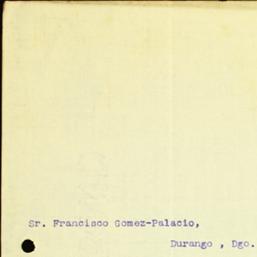 Sr. Francisco Gomez-Palacio,
Durango , Dgo.